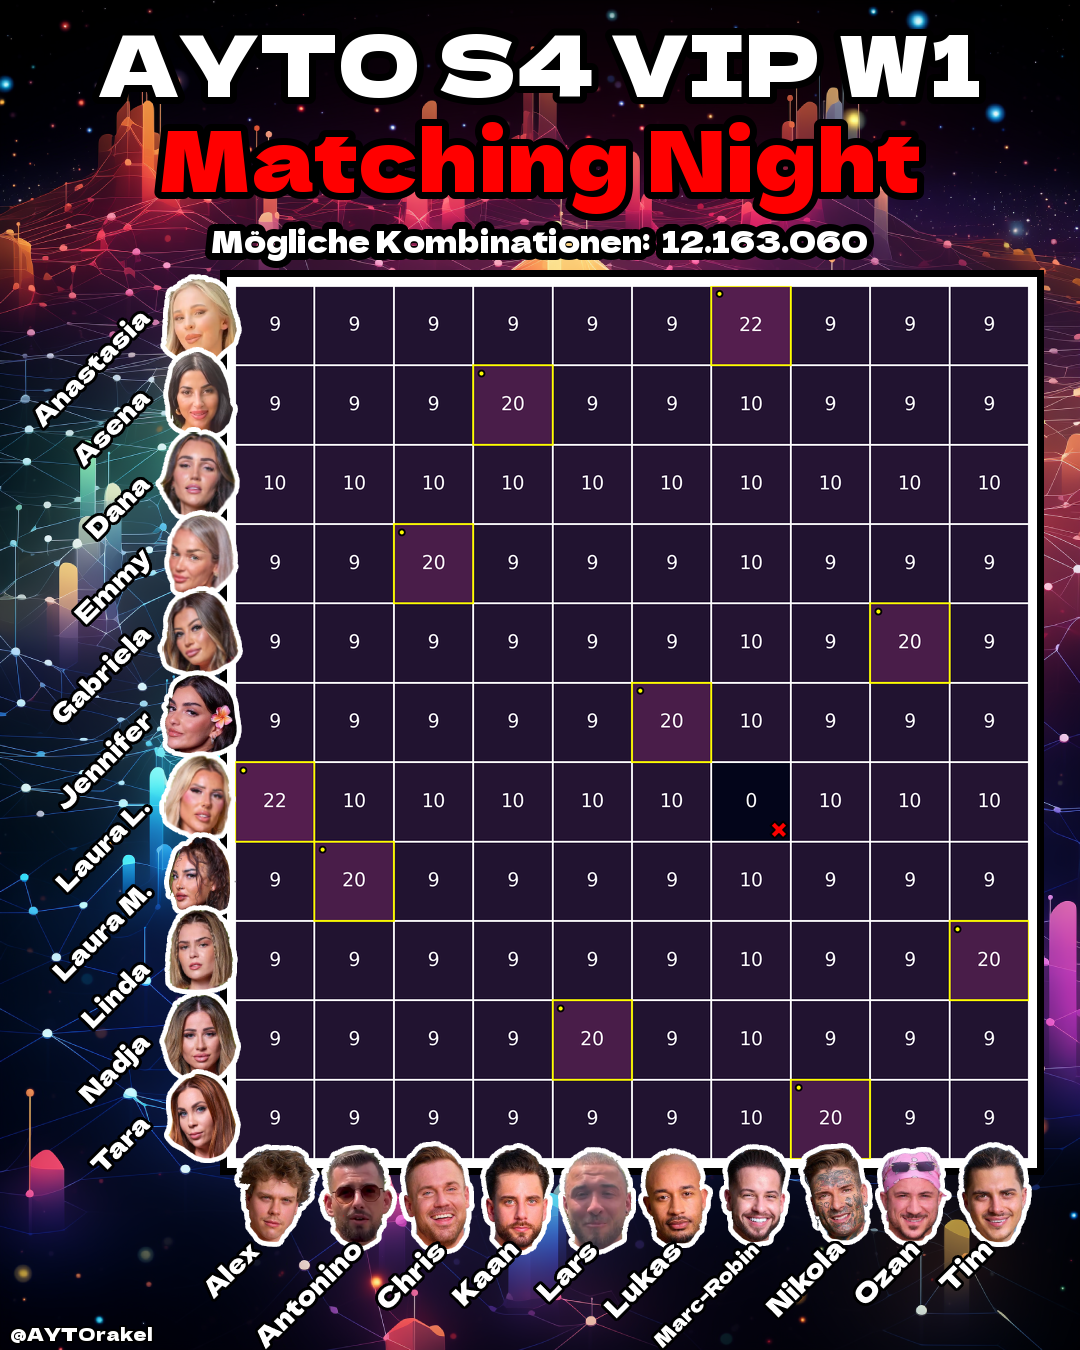 AYTO S4 VIP W1
Matching Night
Mögliche Kombinationen: 12.163.060
Anastasia 9 9 9 9 9 9 22 9 9 9
Asena 9 9 9 20 9 9 10 9 9 9
Dana 10 10 10 10 10 10 10 10 10 10
Emmy 9 9 20 9 9 9 10 9 9 9
Gabriela 9 9 9 9 9 9 10 9 20 9
Jennifer 9 9 9 9 9 20 10 9 9 9
Laura L. 22 10 10 10 10 10 0 10 10 10
Laura M. 9 20 9 9 9 9 10 9 9 9
Linda 9 9 9 9 9 9 10 9 9 20
Nadja 9 9 9 9 20 9 10 9 9 9
Tara 9 9 9 9 9 9 10 20 9 9
Alex Antonino Chris Kaan Lars Lukas Marc-Robin Nikola Ozan Tim
@AYTOrakel